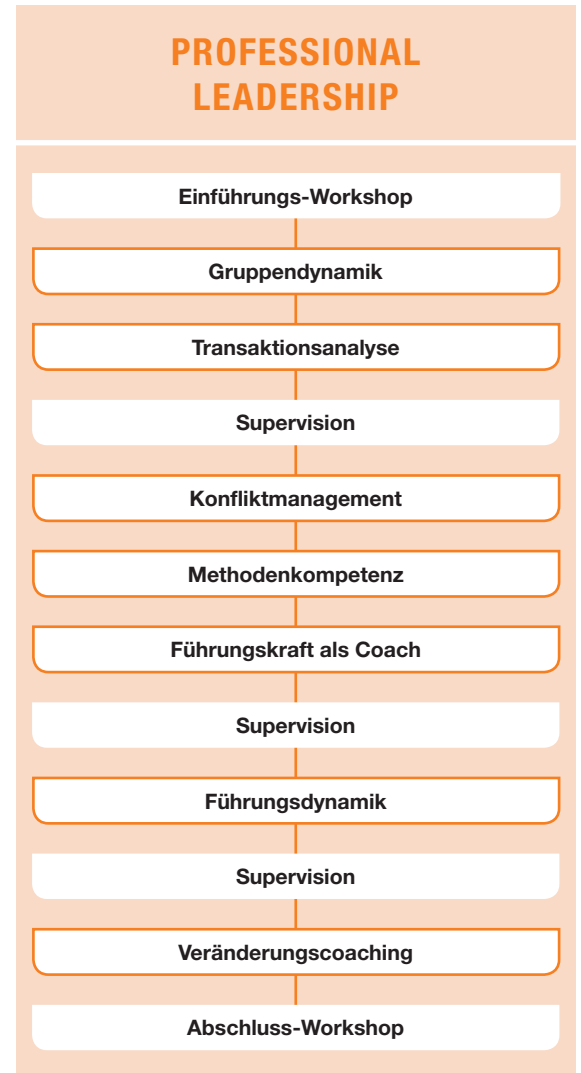 PROFESSIONAL
LEADERSHIP
Einführungs-Workshop
Gruppendynamik
Transaktionsanalyse
Supervision
Konfliktmanagement
Methodenkompetenz
Führungskraft als Coach
Supervision
Führungsdynamik
Supervision
Veränderungscoaching
Abschluss-Workshop